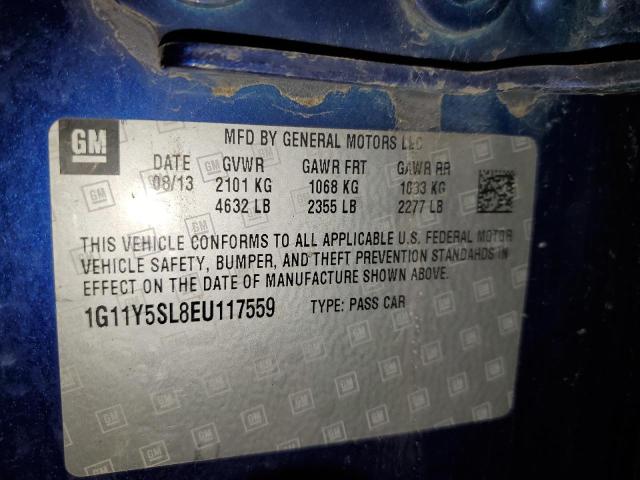 GM
MFD BY GENERAL MOTORS LLC
DATE GVWR GAWR FRT GAWR RR
08/13 2101 KG 1068 KG 1033 KG
4632 LB 2355 LB 2277 LB
THIS VEHICLE CONFORMS TO ALL APPLICABLE U.S. FEDERAL MOTOR
VEHICLE SAFETY, BUMPER, AND THEFT PREVENTION STANDARDS IN
EFFECT ON THE DATE OF MANUFACTURE SHOWN ABOVE.
1G11Y5SL8EU117559 TYPE: PASS CAR